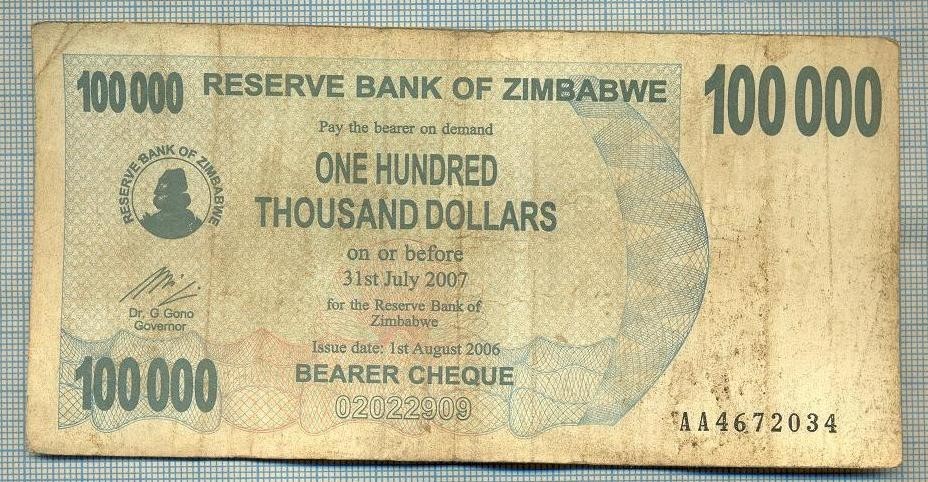 100 000 RESERVE BANK OF ZIMBABWE 100 000
Pay the bearer on demand
ONE HUNDRED
THOUSAND DOLLARS
RESERVE BANK OF ZIMBABWE
on or before
31st July 2007
for the Reserve Bank of
Zimbabwe
Dr. G Gono
Governor
Issue date: 1st August 2006
100 000 BEARER CHEQUE
02022909
AA4672034